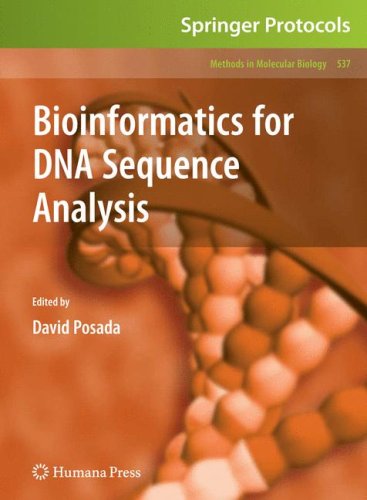 Springer Protocols
Methods in Molecular Biology 537
Bioinformatics for
DNA Sequence
Analysis
Edited by
David Posada
Humana Press